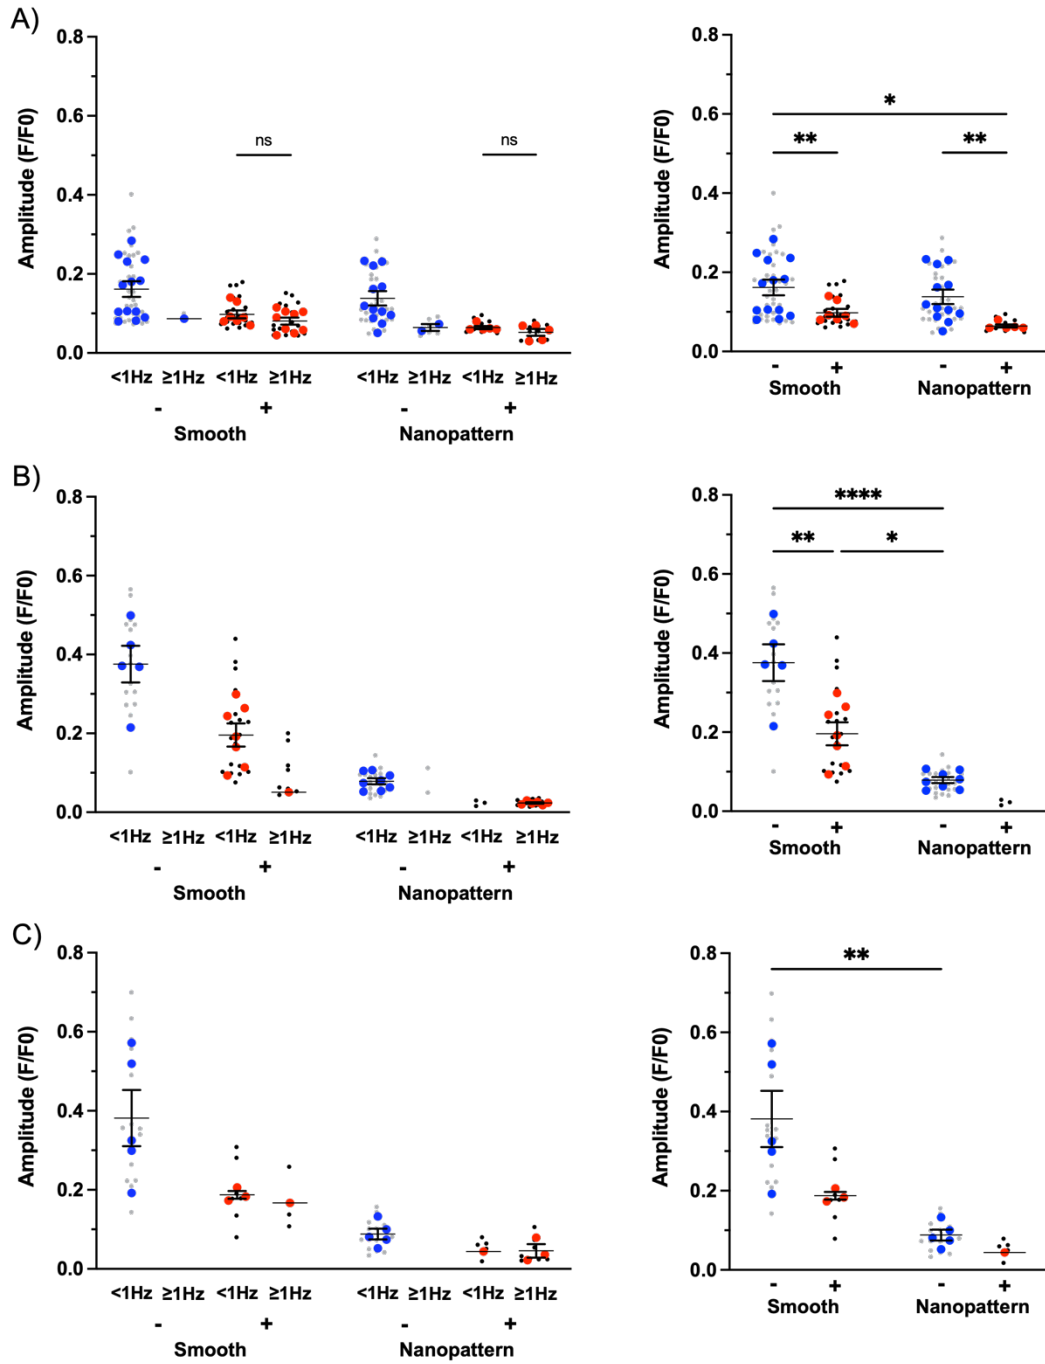 A)
Amplitude (F/F0)
0.8
0.6
0.4
0.2
0.0
ns
ns
<1Hz ≥1Hz <1Hz ≥1Hz <1Hz ≥1Hz <1Hz ≥1Hz
- + - +
Smooth Nanopattern
Amplitude (F/F0)
0.8
0.6
0.4
0.2
0.0
*
** **
- + - +
Smooth Nanopattern
B)
Amplitude (F/F0)
0.8
0.6
0.4
0.2
0.0
<1Hz ≥1Hz <1Hz ≥1Hz <1Hz ≥1Hz <1Hz ≥1Hz
- + - +
Smooth Nanopattern
Amplitude (F/F0)
0.8
0.6
0.4
0.2
0.0
****
** *
- + - +
Smooth Nanopattern
C)
Amplitude (F/F0)
0.8
0.6
0.4
0.2
0.0
<1Hz ≥1Hz <1Hz ≥1Hz <1Hz ≥1Hz <1Hz ≥1Hz
- + - +
Smooth Nanopattern
Amplitude (F/F0)
0.8
0.6
0.4
0.2
0.0
**
- + - +
Smooth Nanopattern